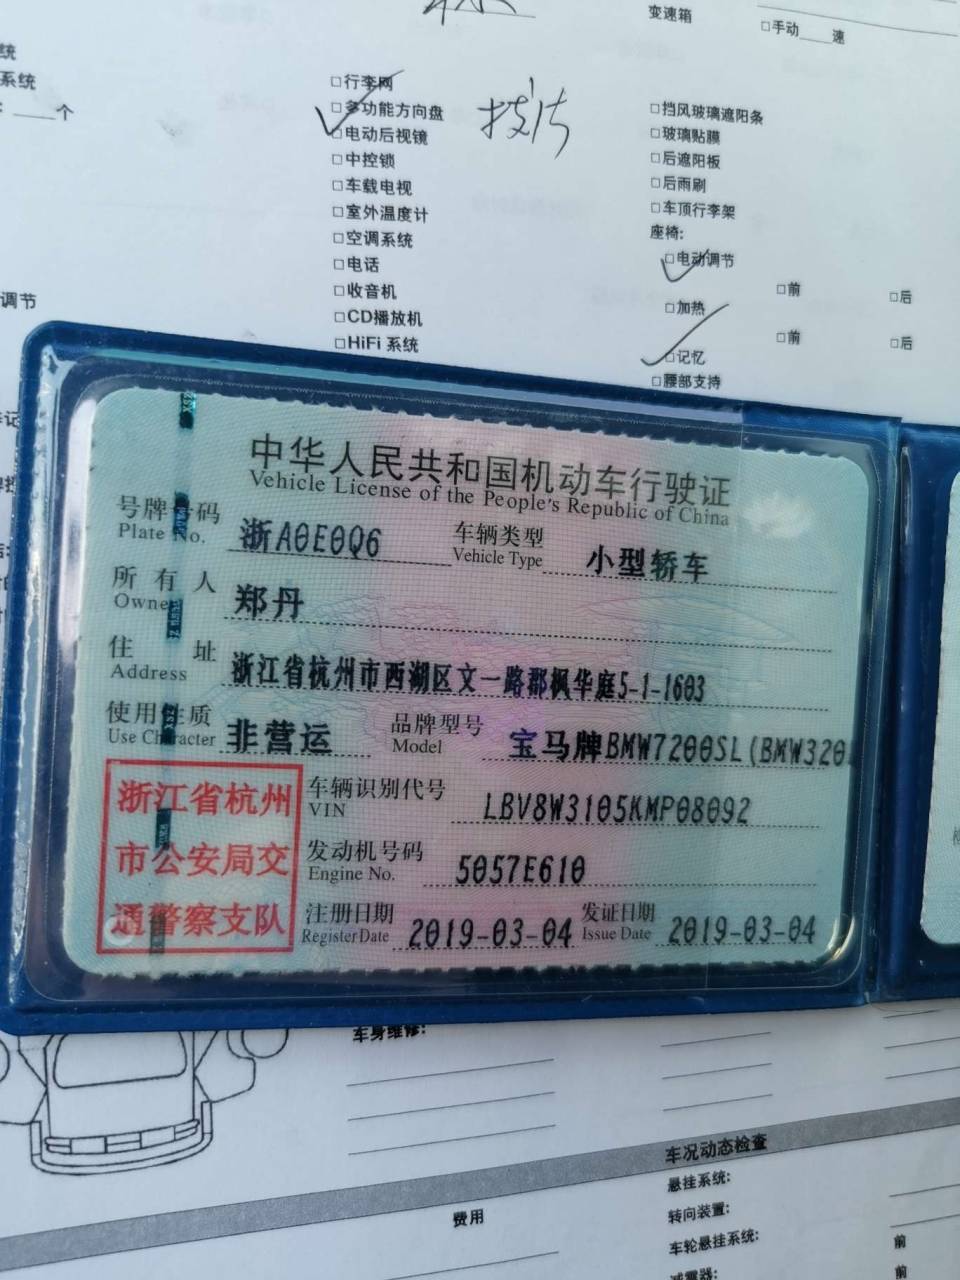 变速箱
□手动____速
统
系统
____个
□行李网
□多功能方向盘
□电动后视镜
□中控锁
□车载电视
□室外温度计
□空调系统
□电话
□收音机
□CD播放机
□HiFi 系统
□挡风玻璃遮阳条
□玻璃贴膜
□后遮阳板
□后雨刷
□车顶行李架
座椅:
□电动调节
□前 □后
□加热
□前 □后
□记忆
□腰部支持
调节
中华人民共和国机动车行驶证
Vehicle License of the People's Republic of China
号牌号码 浙A0E0Q6 车辆类型 小型轿车
Plate No. Vehicle Type
所有人 郑丹
Owner
住址 浙江省杭州市西湖区文一路郡枫华庭5-1-1603
Address
使用性质 非营运 品牌型号 宝马牌BMW7200SL(BMW320
Use Character Model
浙江省杭州
市公安局交
通警察支队
车辆识别代号 LBV8W3105KMP08092
VIN
发动机号码 5057E610
Engine No.
注册日期 2019-03-04 发证日期 2019-03-04
Register Date Issue Date
车身维修:
车况动态检查
悬挂系统:
转向装置:
车轮悬挂系统: 前
减震器: 前
费用